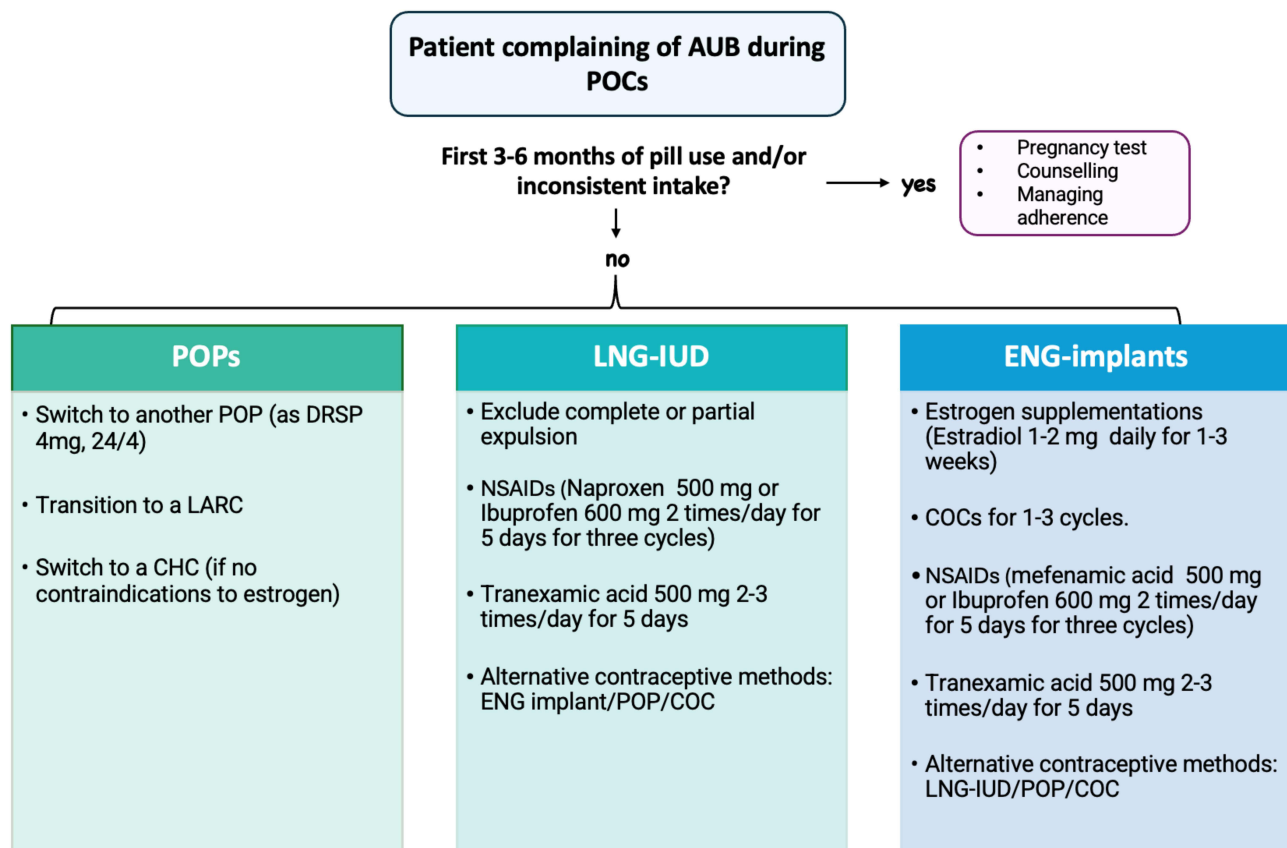 Patient complaining of AUB during
POCs
First 3-6 months of pill use and/or
inconsistent intake?
yes
• Pregnancy test
• Counselling
• Managing
adherence
no
POPs
• Switch to another POP (as DRSP
4mg, 24/4)
• Transition to a LARC
• Switch to a CHC (if no
contraindications to estrogen)
LNG-IUD
• Exclude complete or partial
expulsion
• NSAIDs (Naproxen 500 mg or
Ibuprofen 600 mg 2 times/day for
5 days for three cycles)
• Tranexamic acid 500 mg 2-3
times/day for 5 days
• Alternative contraceptive methods:
ENG implant/POP/COC
ENG-implants
• Estrogen supplementations
(Estradiol 1-2 mg daily for 1-3
weeks)
• COCs for 1-3 cycles.
• NSAIDs (mefenamic acid 500 mg
or Ibuprofen 600 mg 2 times/day
for 5 days for three cycles)
• Tranexamic acid 500 mg 2-3
times/day for 5 days
• Alternative contraceptive methods:
LNG-IUD/POP/COC